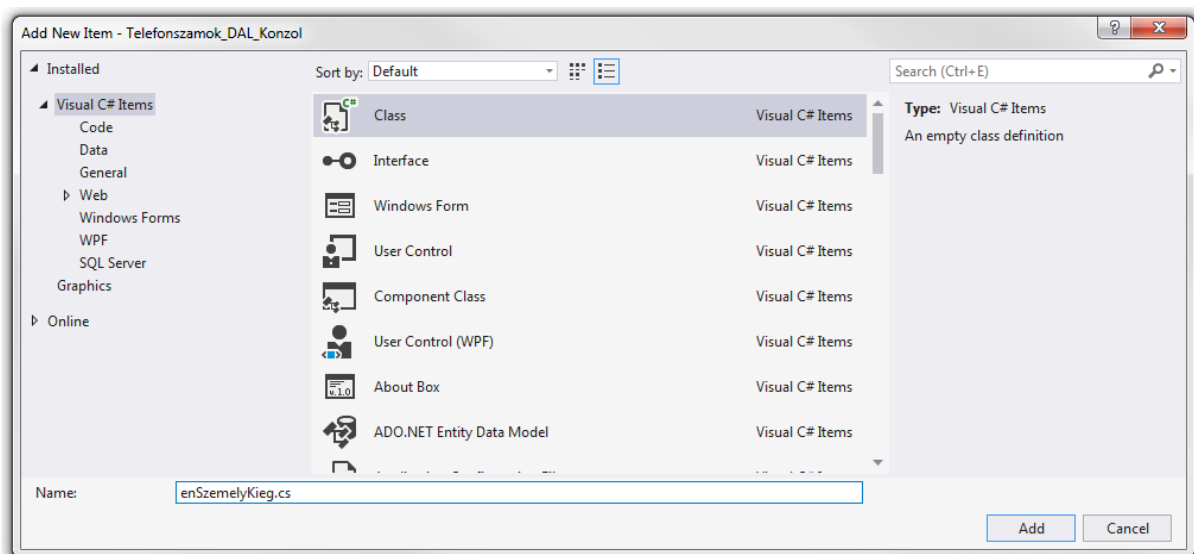 Add New Item - Telefonszamok_DAL_Konzol
Installed
Visual C# Items
Code
Data
General
Web
Windows Forms
WPF
SQL Server
Graphics
Online
Sort by: Default
Class Visual C# Items
Interface Visual C# Items
Windows Form Visual C# Items
User Control Visual C# Items
Component Class Visual C# Items
User Control (WPF) Visual C# Items
About Box Visual C# Items
ADO.NET Entity Data Model Visual C# Items
Search (Ctrl+E)
Type: Visual C# Items
An empty class definition
Name: enSzemelyKieg.cs
Add Cancel